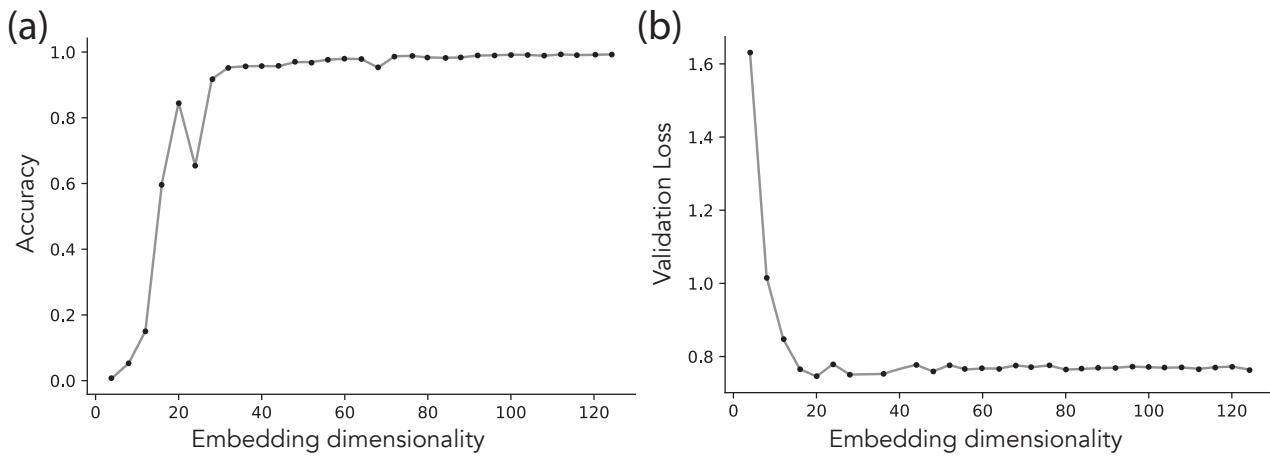 (a)
Accuracy
1.0
0.8
0.6
0.4
0.2
0.0
0 20 40 60 80 100 120
Embedding dimensionality
(b)
Validation Loss
1.6
1.4
1.2
1.0
0.8
0 20 40 60 80 100 120
Embedding dimensionality